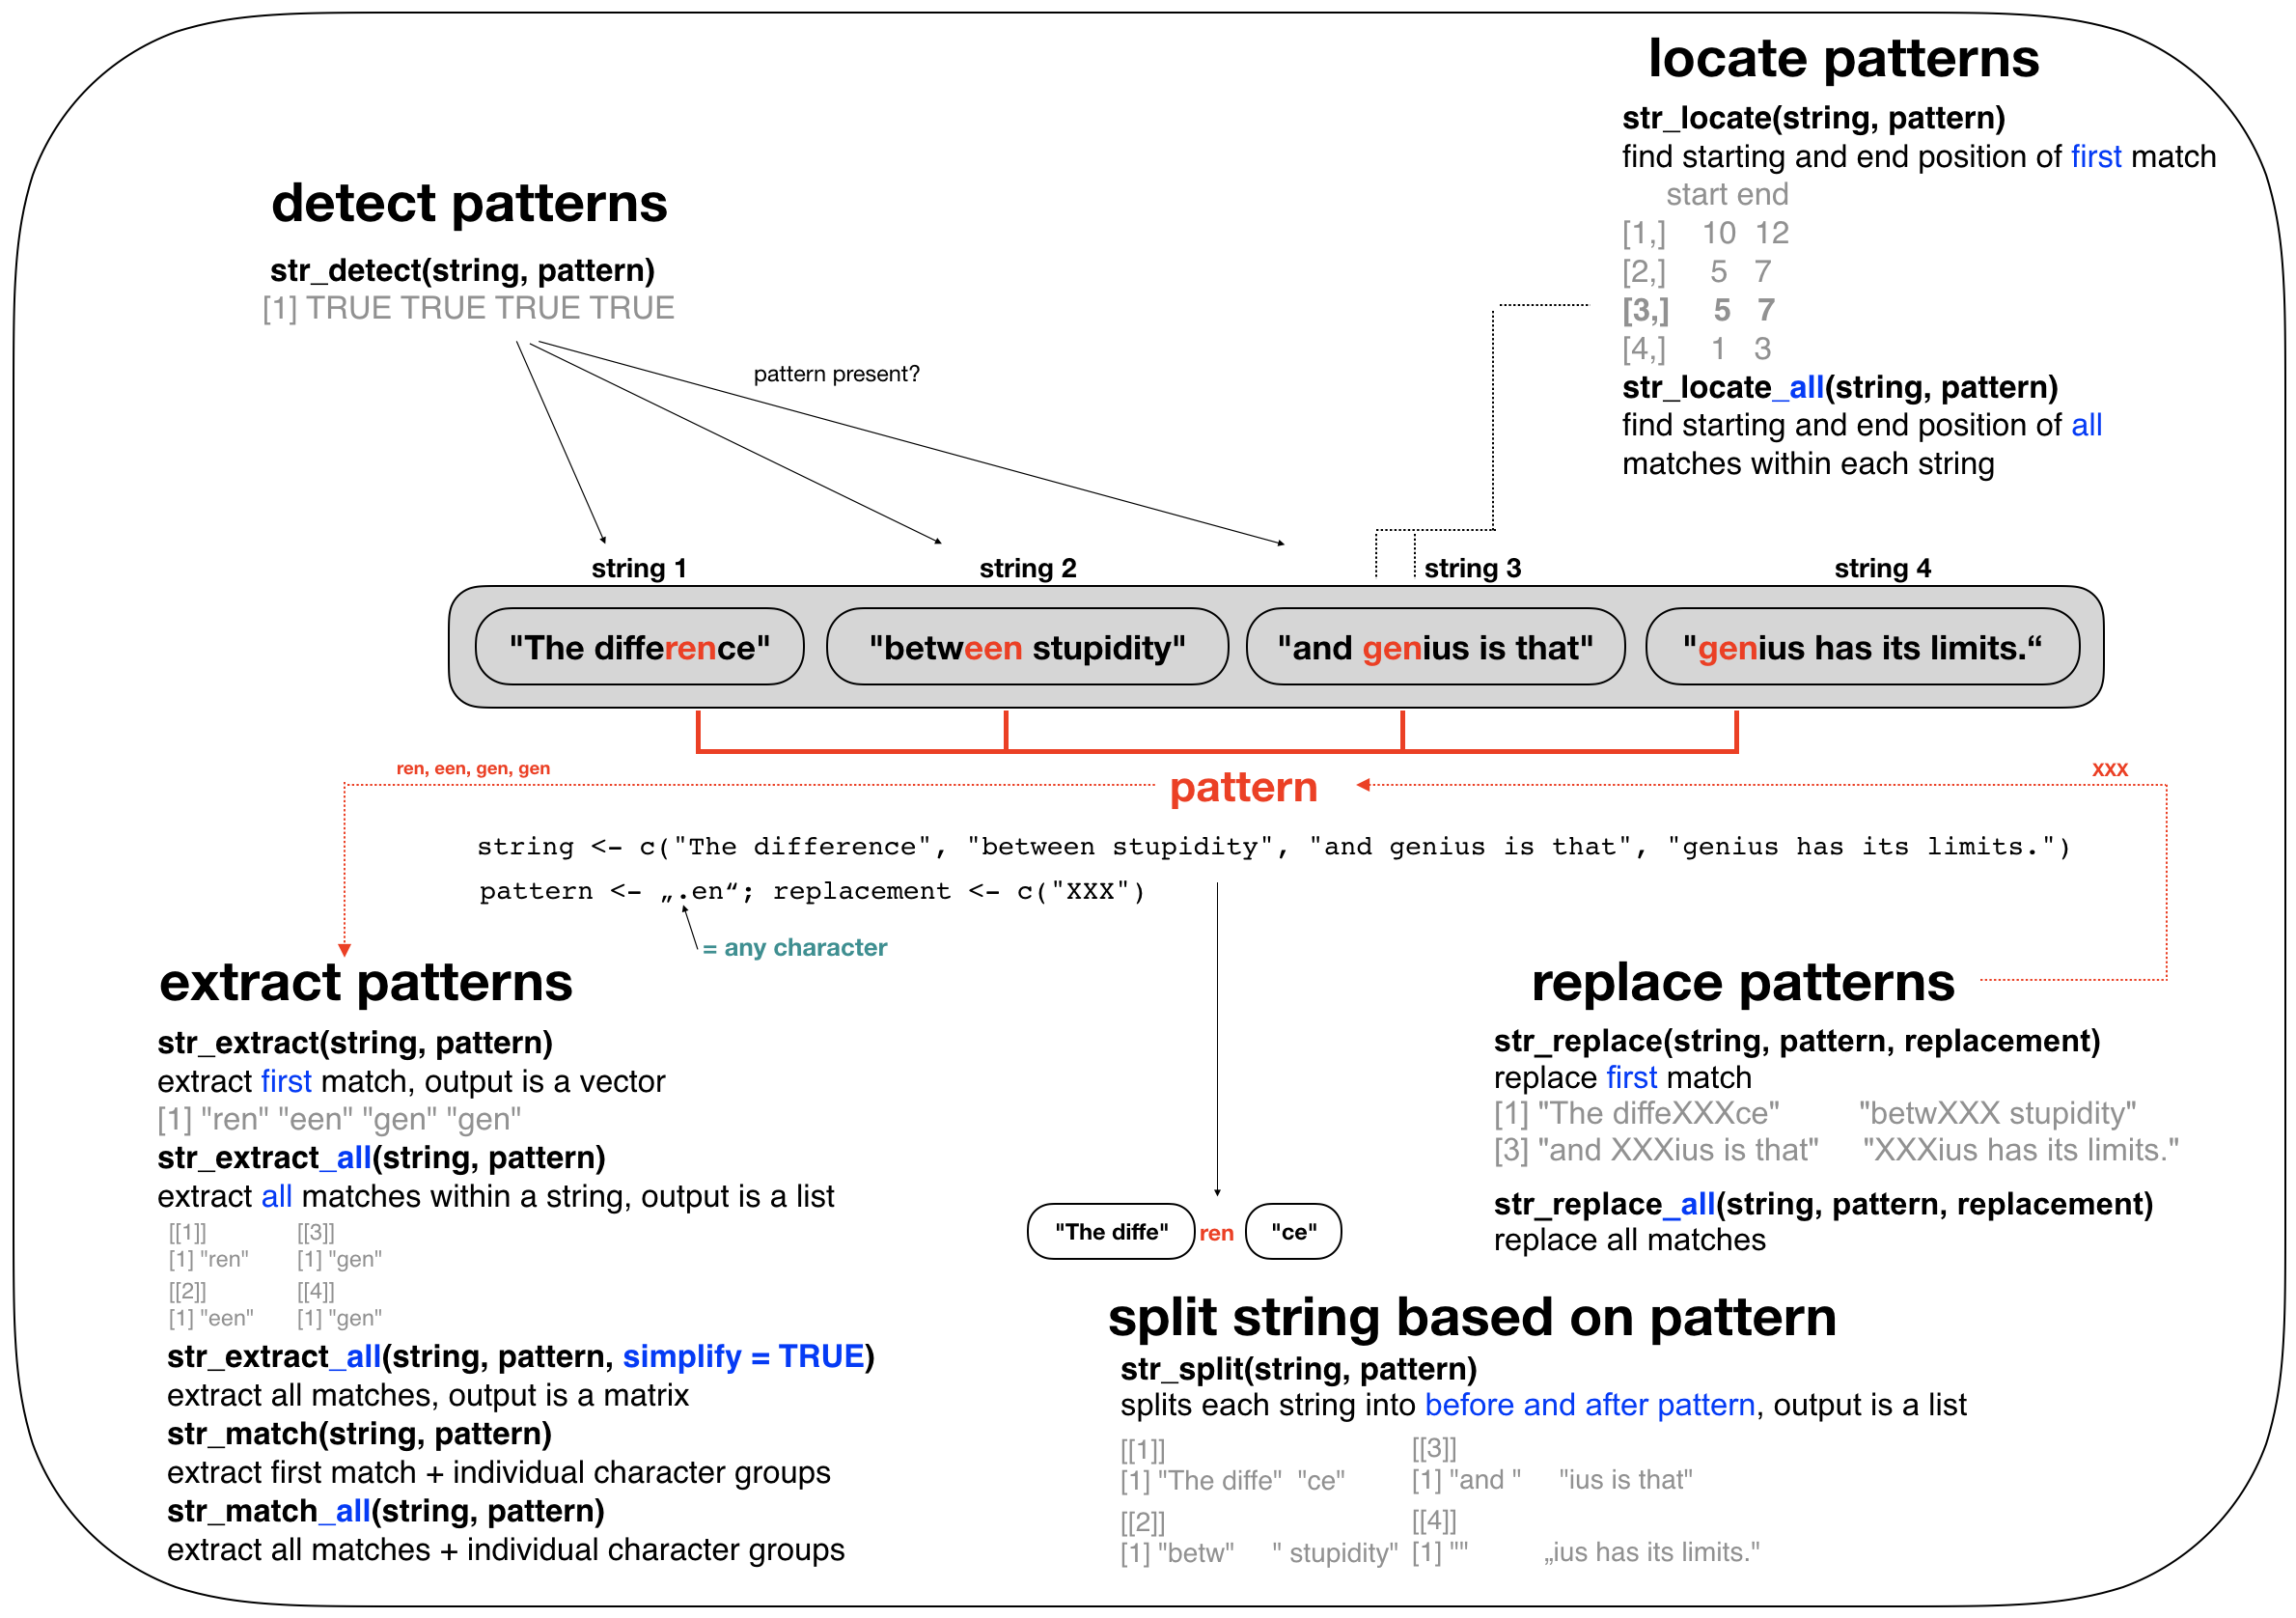 locate patterns
str_locate(string, pattern)
find starting and end position of first match
start end
[1,] 10 12
[2,] 5 7
[3,] 5 7
[4,] 1 3
str_locate_all(string, pattern)
find starting and end position of all
matches within each string
detect patterns
str_detect(string, pattern)
[1] TRUE TRUE TRUE TRUE
pattern present?
string 1
string 2
string 3
string 4
"The difference"
"between stupidity"
"and genius is that"
"genius has its limits.“
ren, een, gen, gen
pattern
XXX
string <- c("The difference", "between stupidity", "and genius is that", "genius has its limits.")
pattern <- „.en“; replacement <- c("XXX")
= any character
extract patterns
str_extract(string, pattern)
extract first match, output is a vector
[1] "ren" "een" "gen" "gen"
str_extract_all(string, pattern)
extract all matches within a string, output is a list
[[1]] [[3]]
[1] "ren" [1] "gen"
[[2]] [[4]]
[1] "een" [1] "gen"
str_extract_all(string, pattern, simplify = TRUE)
extract all matches, output is a matrix
str_match(string, pattern)
extract first match + individual character groups
str_match_all(string, pattern)
extract all matches + individual character groups
replace patterns
str_replace(string, pattern, replacement)
replace first match
[1] "The diffeXXXce" "betwXXX stupidity"
[3] "and XXXius is that" "XXXius has its limits."
str_replace_all(string, pattern, replacement)
replace all matches
"The diffe" ren "ce"
split string based on pattern
str_split(string, pattern)
splits each string into before and after pattern, output is a list
[[1]] [[3]]
[1] "The diffe" "ce" [1] "and " "ius is that"
[[2]] [[4]]
[1] "betw" " stupidity" [1] "" „ius has its limits."